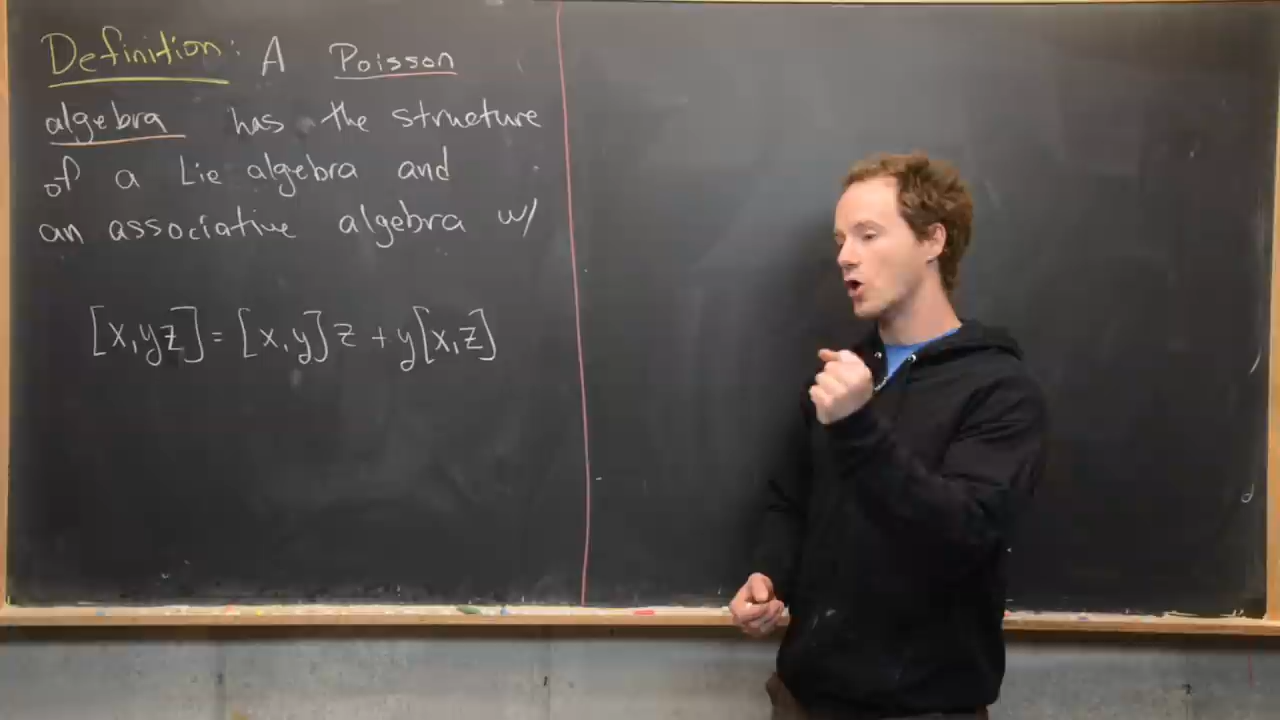 Definition: A Poisson
algebra has the structure
of a Lie algebra and
an associative algebra w/
[x,yz]=[x,y]z+y[x,z]